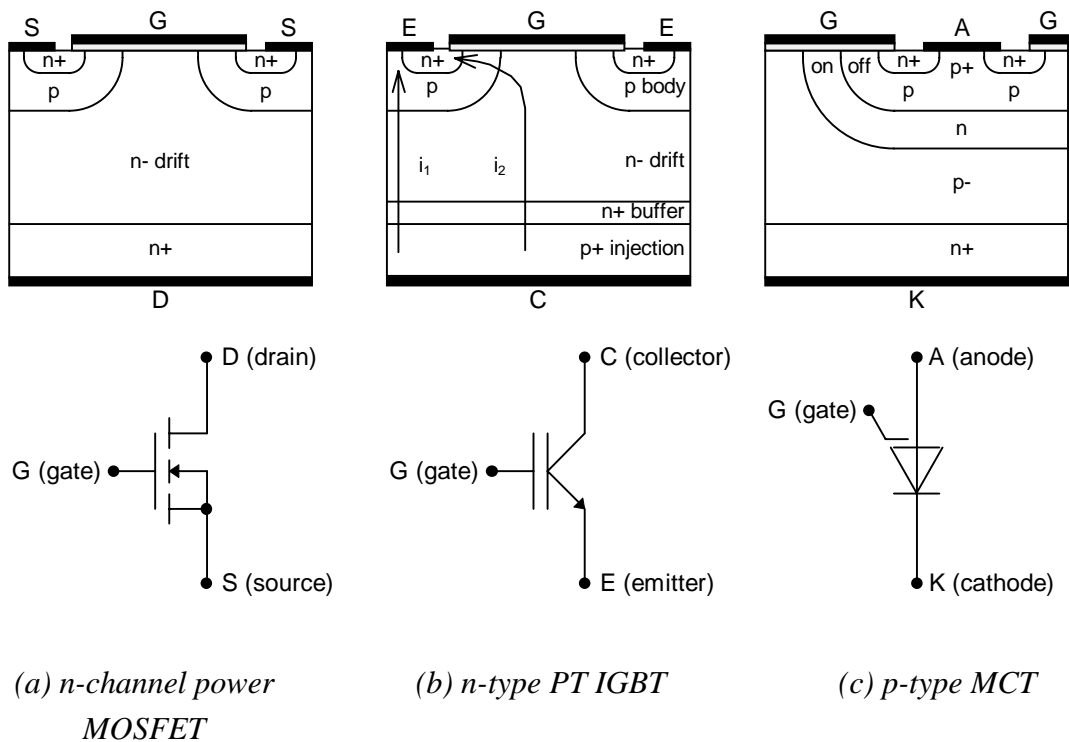 S G S
n+ n+
p p
n- drift
n+
D
E G E
n+ n+
p p body
n- drift
i₁ i₂
n+ buffer
p+ injection
C
G A G
on off n+ p+ n+
p p
n
p-
n+
K
D (drain)
G (gate)
S (source)
C (collector)
G (gate)
E (emitter)
A (anode)
G (gate)
K (cathode)
(a) n-channel power
MOSFET
(b) n-type PT IGBT
(c) p-type MCT